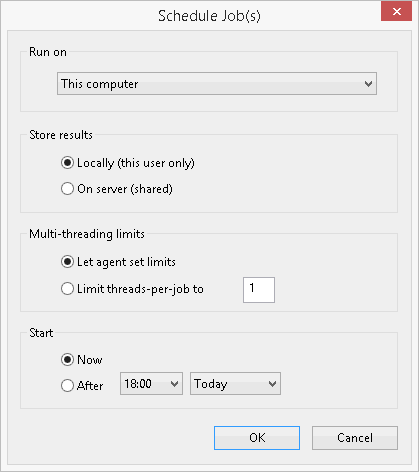 Schedule Job(s)
Run on
This computer
Store results
Locally (this user only)
On server (shared)
Multi-threading limits
Let agent set limits
Limit threads-per-job to 1
Start
Now
After 18:00 Today
OK Cancel